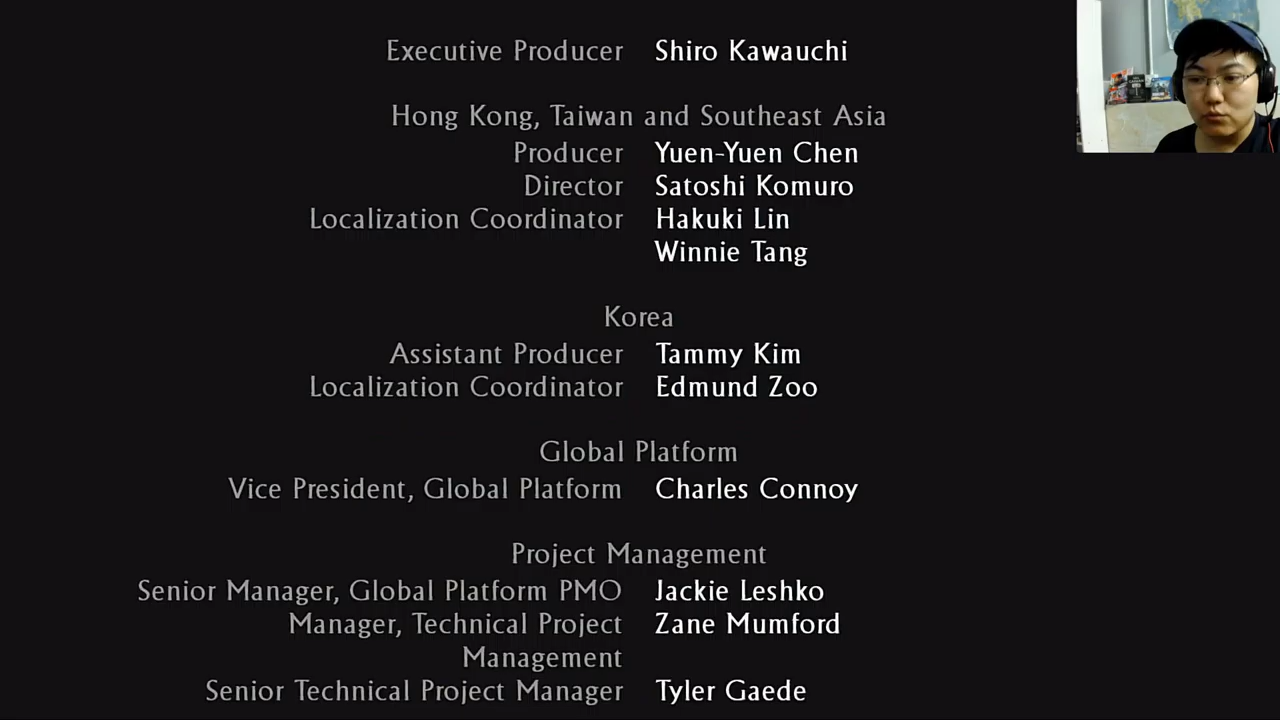 Executive Producer Shiro Kawauchi
Hong Kong, Taiwan and Southeast Asia
Producer Yuen-Yuen Chen
Director Satoshi Komuro
Localization Coordinator Hakuki Lin
Winnie Tang
Korea
Assistant Producer Tammy Kim
Localization Coordinator Edmund Zoo
Global Platform
Vice President, Global Platform Charles Connoy
Project Management
Senior Manager, Global Platform PMO Jackie Leshko
Manager, Technical Project Zane Mumford
Management
Senior Technical Project Manager Tyler Gaede